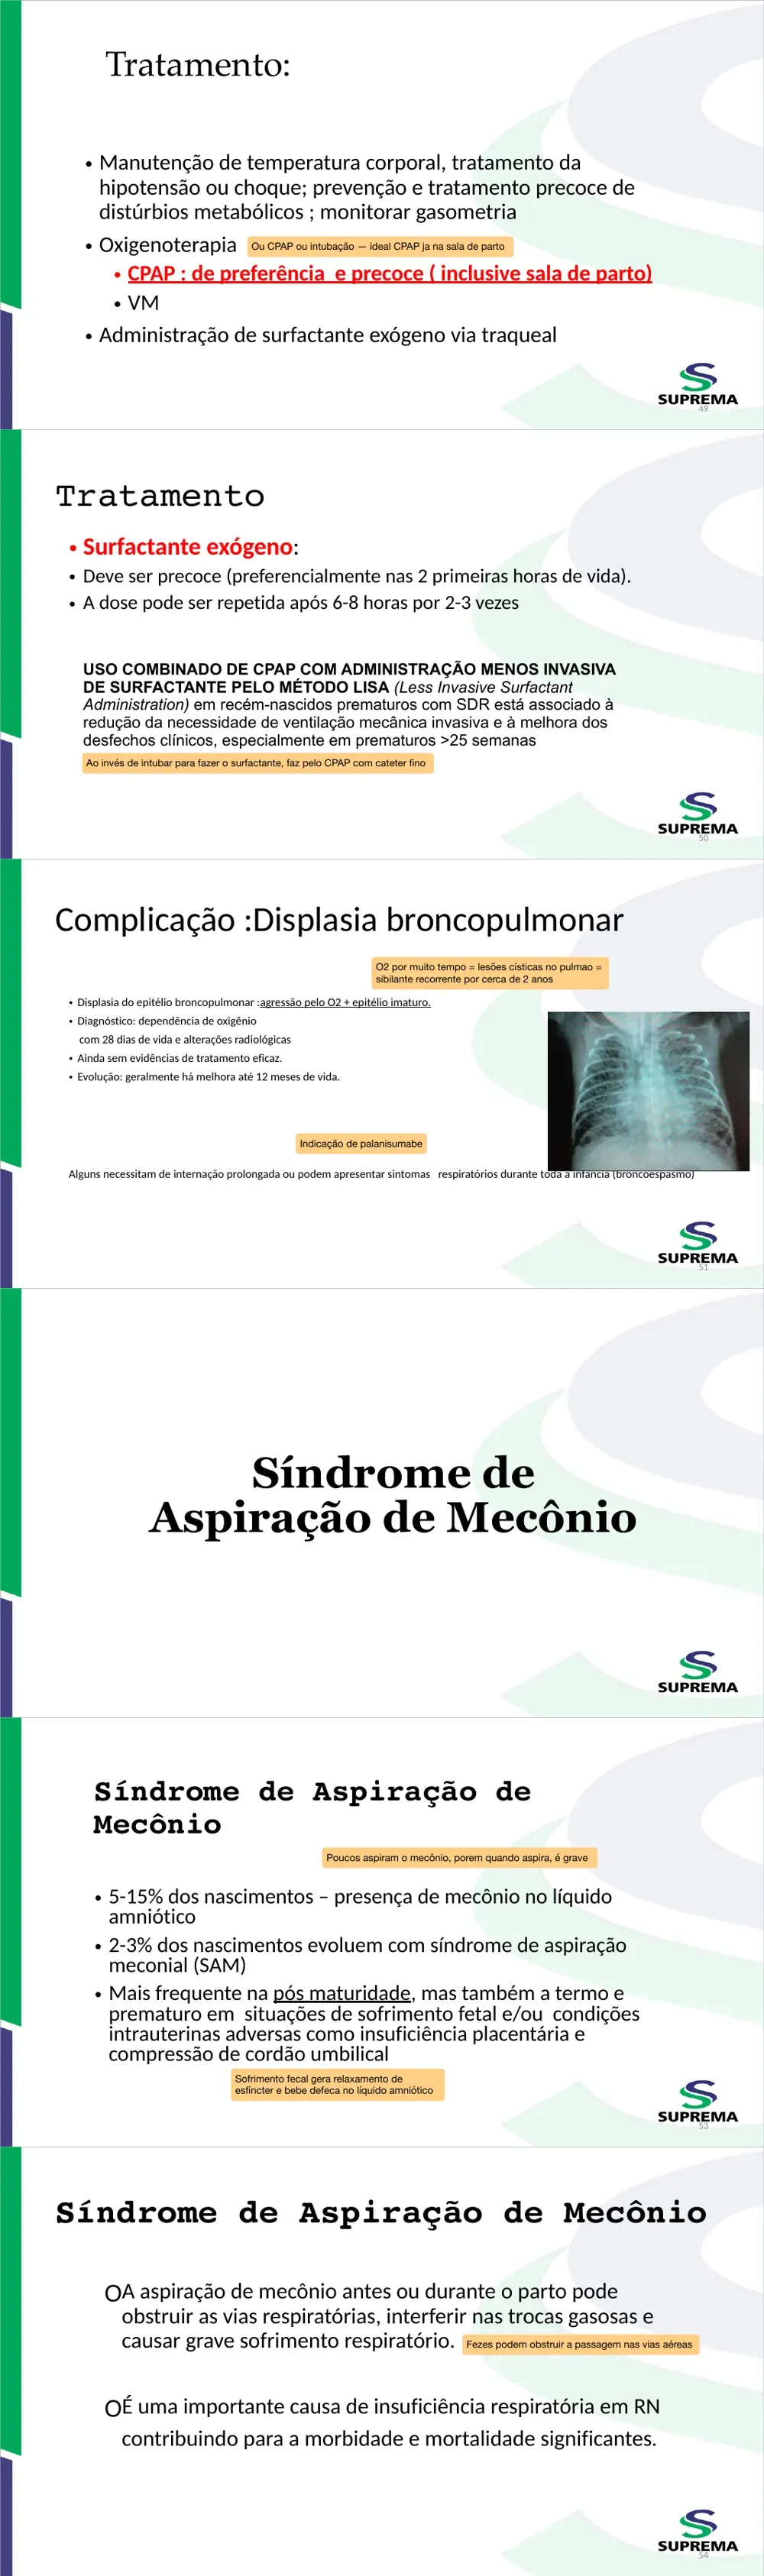 Tratamento:
• Manutenção de temperatura corporal, tratamento da
hipotensão ou choque; prevenção e tratamento precoce de
distúrbios metabólicos ; monitorar gasometria
• Oxigenoterapia
Ou CPAP ou intubação — ideal CPAP ja na sala de parto
• CPAP : de preferência e precoce ( inclusive sala de parto)
• VM
• Administração de surfactante exógeno via traqueal
SUPREMA
49
Tratamento
• Surfactante exógeno:
• Deve ser precoce (preferencialmente nas 2 primeiras horas de vida).
• A dose pode ser repetida após 6-8 horas por 2-3 vezes
USO COMBINADO DE CPAP COM ADMINISTRAÇÃO MENOS INVASIVA
DE SURFACTANTE PELO MÉTODO LISA (Less Invasive Surfactant
Administration) em recém-nascidos prematuros com SDR está associado à
redução da necessidade de ventilação mecânica invasiva e à melhora dos
desfechos clínicos, especialmente em prematuros >25 semanas
Ao invés de intubar para fazer o surfactante, faz pelo CPAP com cateter fino
SUPREMA
50
Complicação :Displasia broncopulmonar
O2 por muito tempo = lesões císticas no pulmao =
sibilante recorrente por cerca de 2 anos
• Displasia do epitélio broncopulmonar :agressão pelo O2 + epitélio imaturo.
• Diagnóstico: dependência de oxigênio
com 28 dias de vida e alterações radiológicas
• Ainda sem evidências de tratamento eficaz.
• Evolução: geralmente há melhora até 12 meses de vida.
Indicação de palanisumabe
Alguns necessitam de internação prolongada ou podem apresentar sintomas respiratórios durante toda a infância (broncoespasmo)
SUPREMA
51
Síndrome de
Aspiração de Mecônio
SUPREMA
Síndrome de Aspiração de
Mecônio
Poucos aspiram o mecônio, porem quando aspira, é grave
• 5-15% dos nascimentos – presença de mecônio no líquido
amniótico
• 2-3% dos nascimentos evoluem com síndrome de aspiração
meconial (SAM)
• Mais frequente na pós maturidade, mas também a termo e
prematuro em situações de sofrimento fetal e/ou condições
intrauterinas adversas como insuficiência placentária e
compressão de cordão umbilical
Sofrimento fecal gera relaxamento de
esfíncter e bebe defeca no líquido amniótico
SUPREMA
53
Síndrome de Aspiração de Mecônio
OA aspiração de mecônio antes ou durante o parto pode
obstruir as vias respiratórias, interferir nas trocas gasosas e
causar grave sofrimento respiratório.
Fezes podem obstruir a passagem nas vias aéreas
OÉ uma importante causa de insuficiência respiratória em RN
contribuindo para a morbidade e mortalidade significantes.
SUPREMA
54